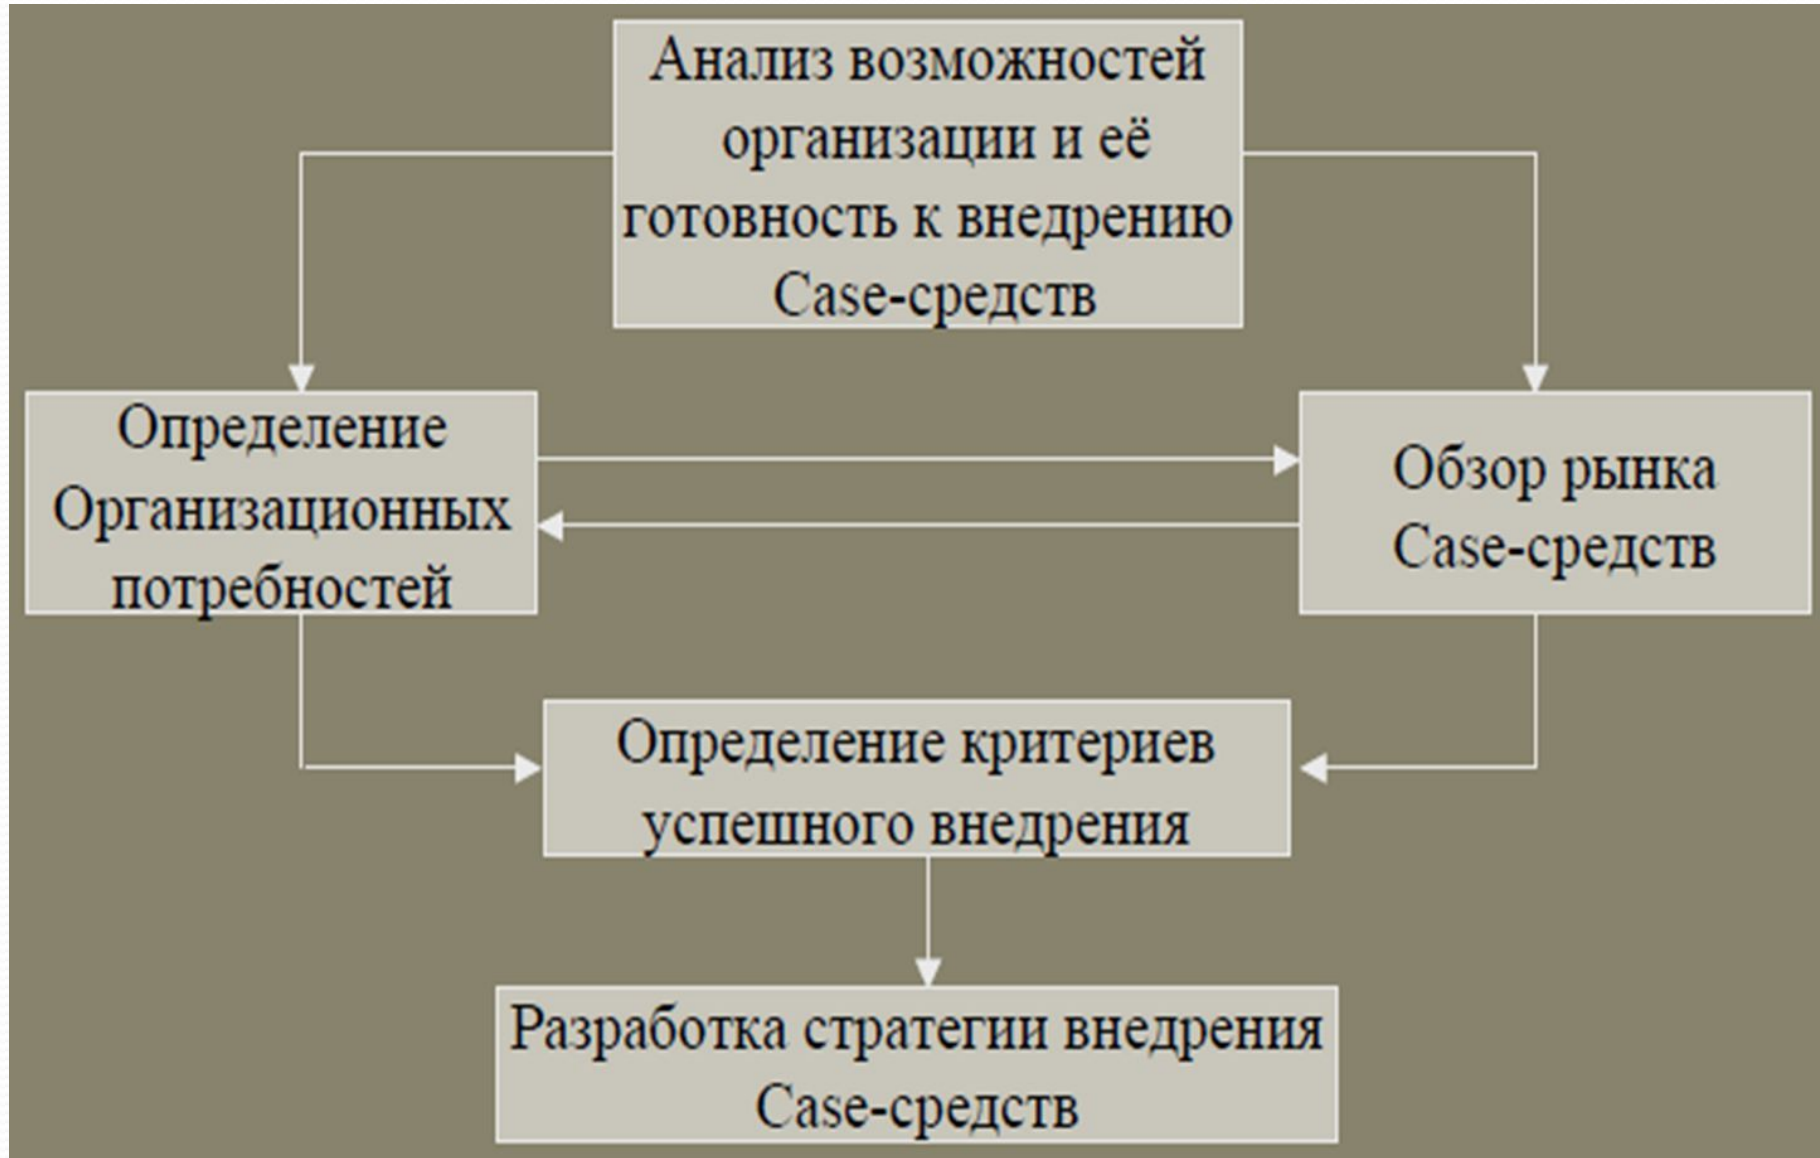 Анализ возможностей
организации и её
готовность к внедрению
Case-средств
Определение
Организационных
потребностей
Обзор рынка
Case-средств
Определение критериев
успешного внедрения
Разработка стратегии внедрения
Case-средств